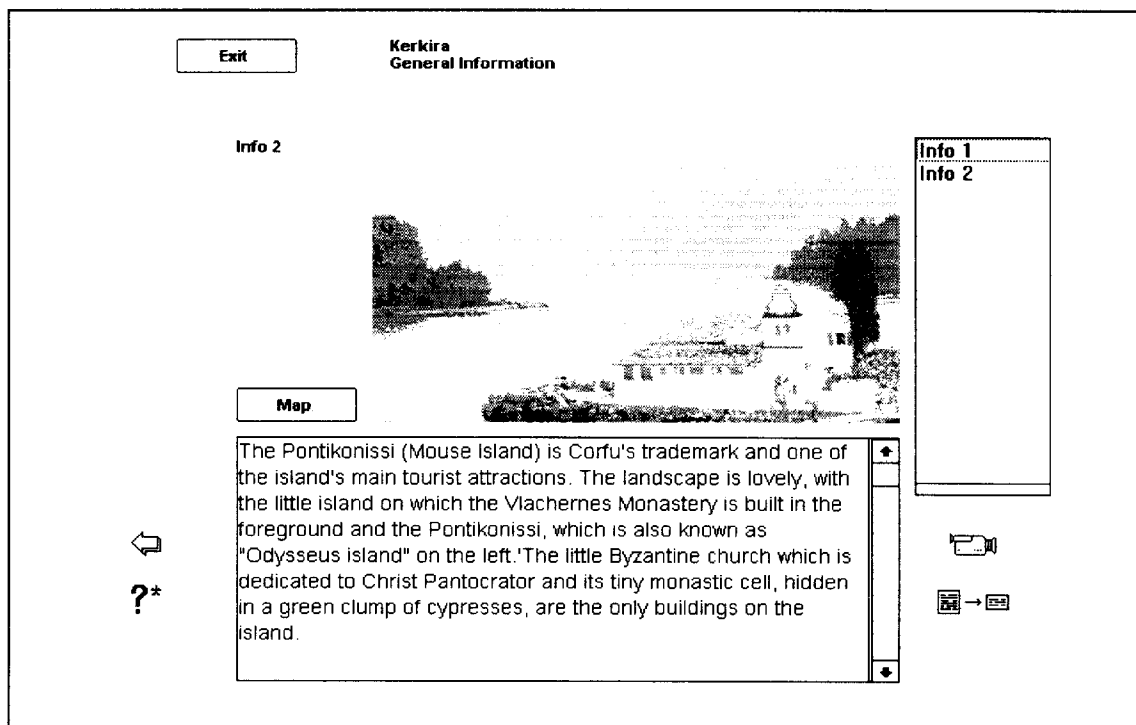 Exit
Kerkira
General Information
Info 2
Info 1
Info 2
Map
The Pontikonissi (Mouse Island) is Corfu's trademark and one of
the island's main tourist attractions. The landscape is lovely, with
the little island on which the Vlachernes Monastery is built in the
foreground and the Pontikonissi, which is also known as
"Odysseus island" on the left.'The little Byzantine church which is
dedicated to Christ Pantocrator and its tiny monastic cell, hidden
in a green clump of cypresses, are the only buildings on the
island.
?*